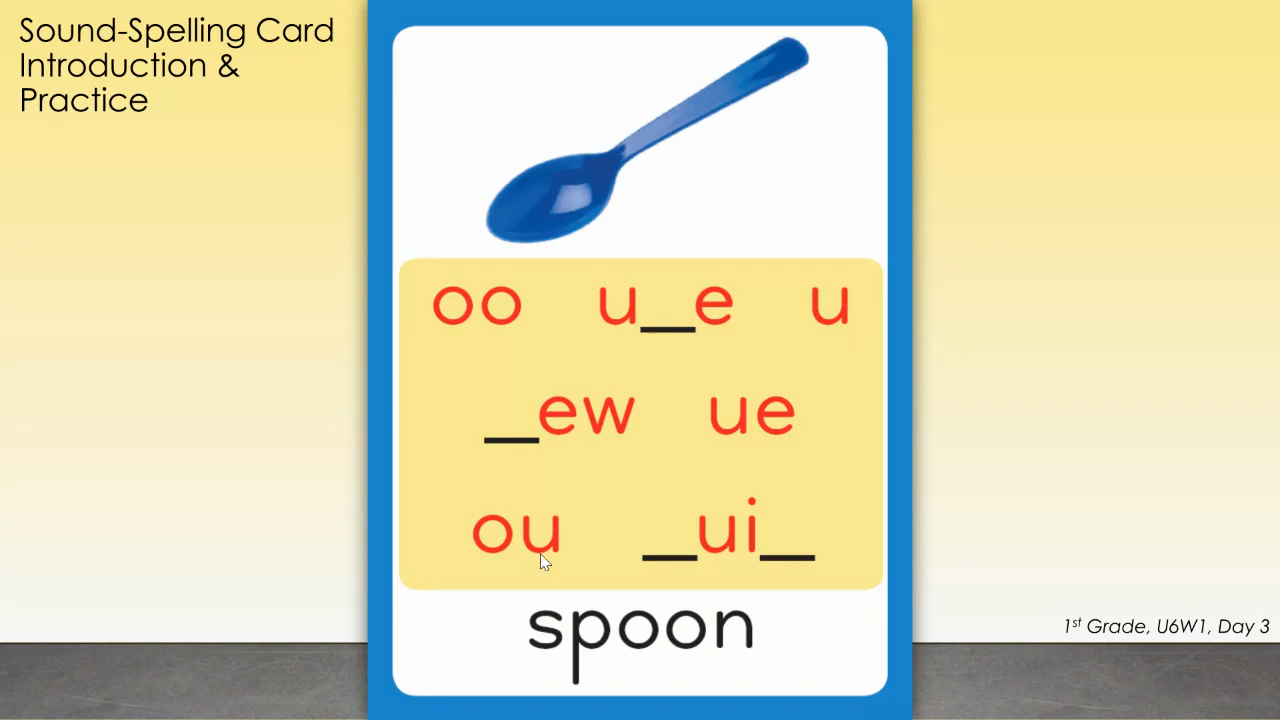 Sound-Spelling Card
Introduction &
Practice
oo u_e u
_ew ue
ou _ui_
spoon
1st Grade, U6W1, Day 3